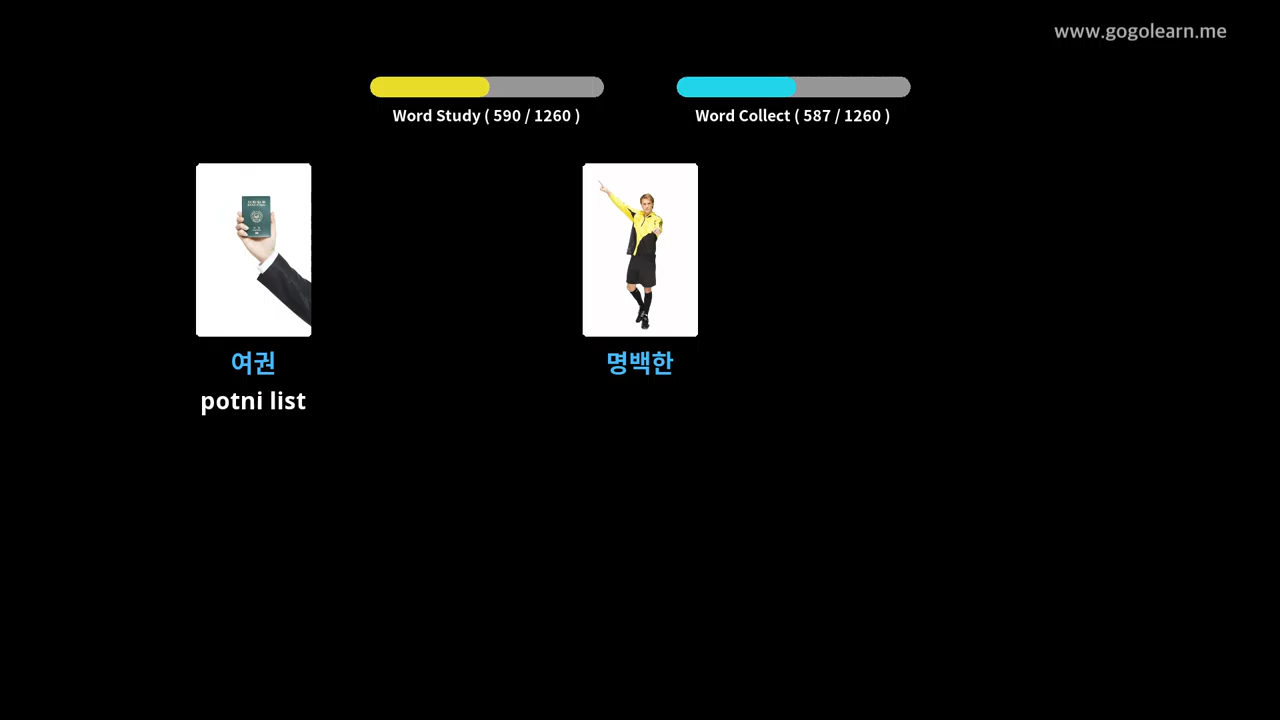 www.gogolearn.me
Word Study ( 590 / 1260 )
Word Collect ( 587 / 1260 )
여권
명백한
potni list